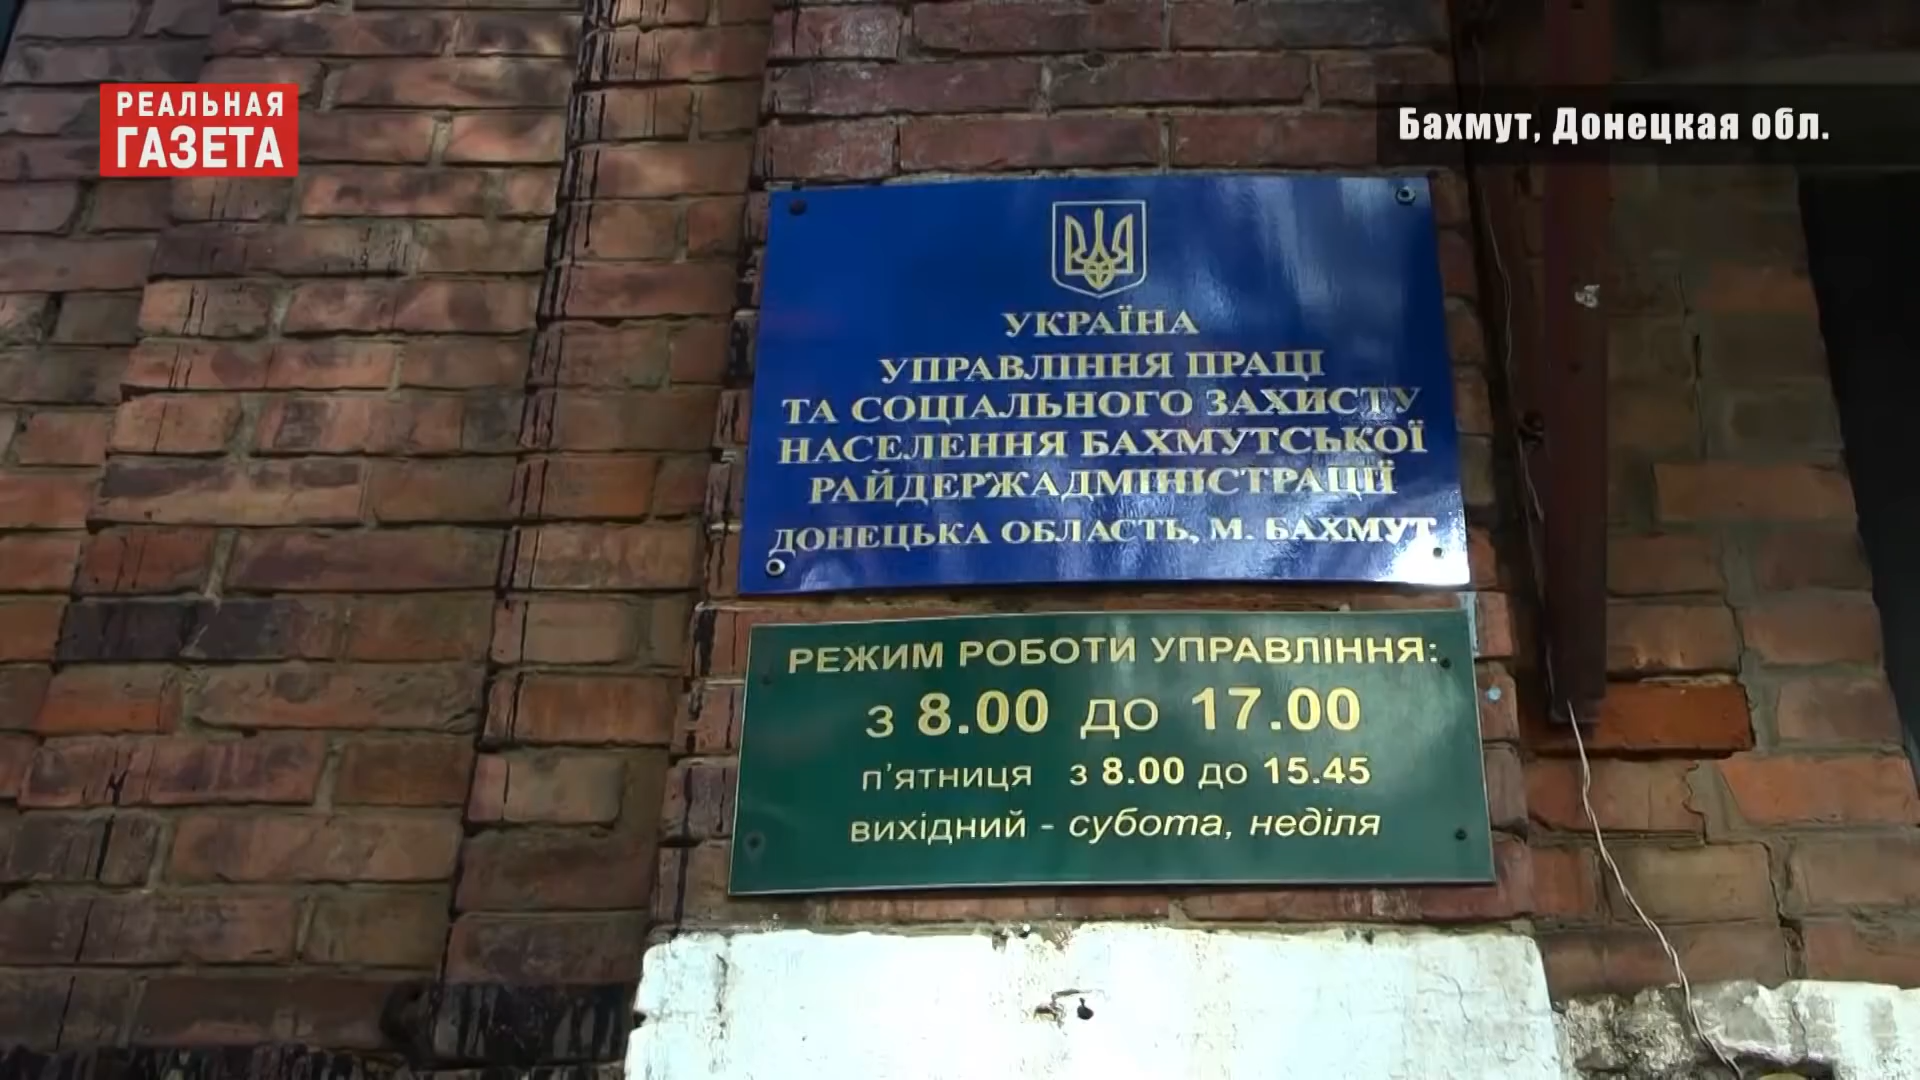 РЕАЛЬНАЯ
ГАЗЕТА
Бахмут, Донецкая обл.
УКРАЇНА
УПРАВЛІННЯ ПРАЦІ
ТА СОЦІАЛЬНОГО ЗАХИСТУ
НАСЕЛЕННЯ БАХМУТСЬКОЇ
РАЙДЕРЖАДМІНІСТРАЦІЇ
ДОНЕЦЬКА ОБЛАСТЬ, М. БАХМУТ
РЕЖИМ РОБОТИ УПРАВЛІННЯ:
З 8.00 ДО 17.00
п'ятниця з 8.00 до 15.45
вихідний - субота, неділя